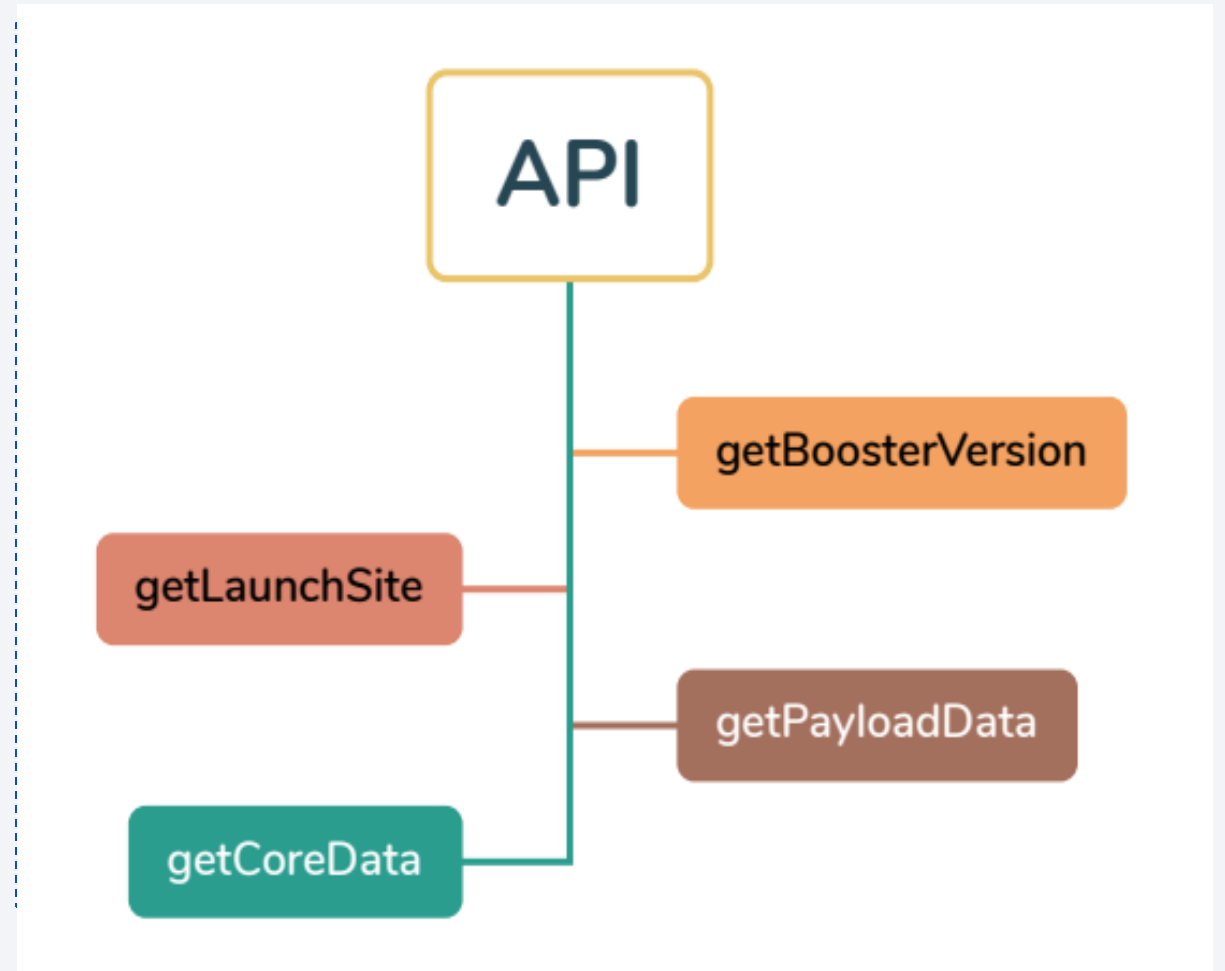 API
getBoosterVersion
getLaunchSite
getPayloadData
getCoreData